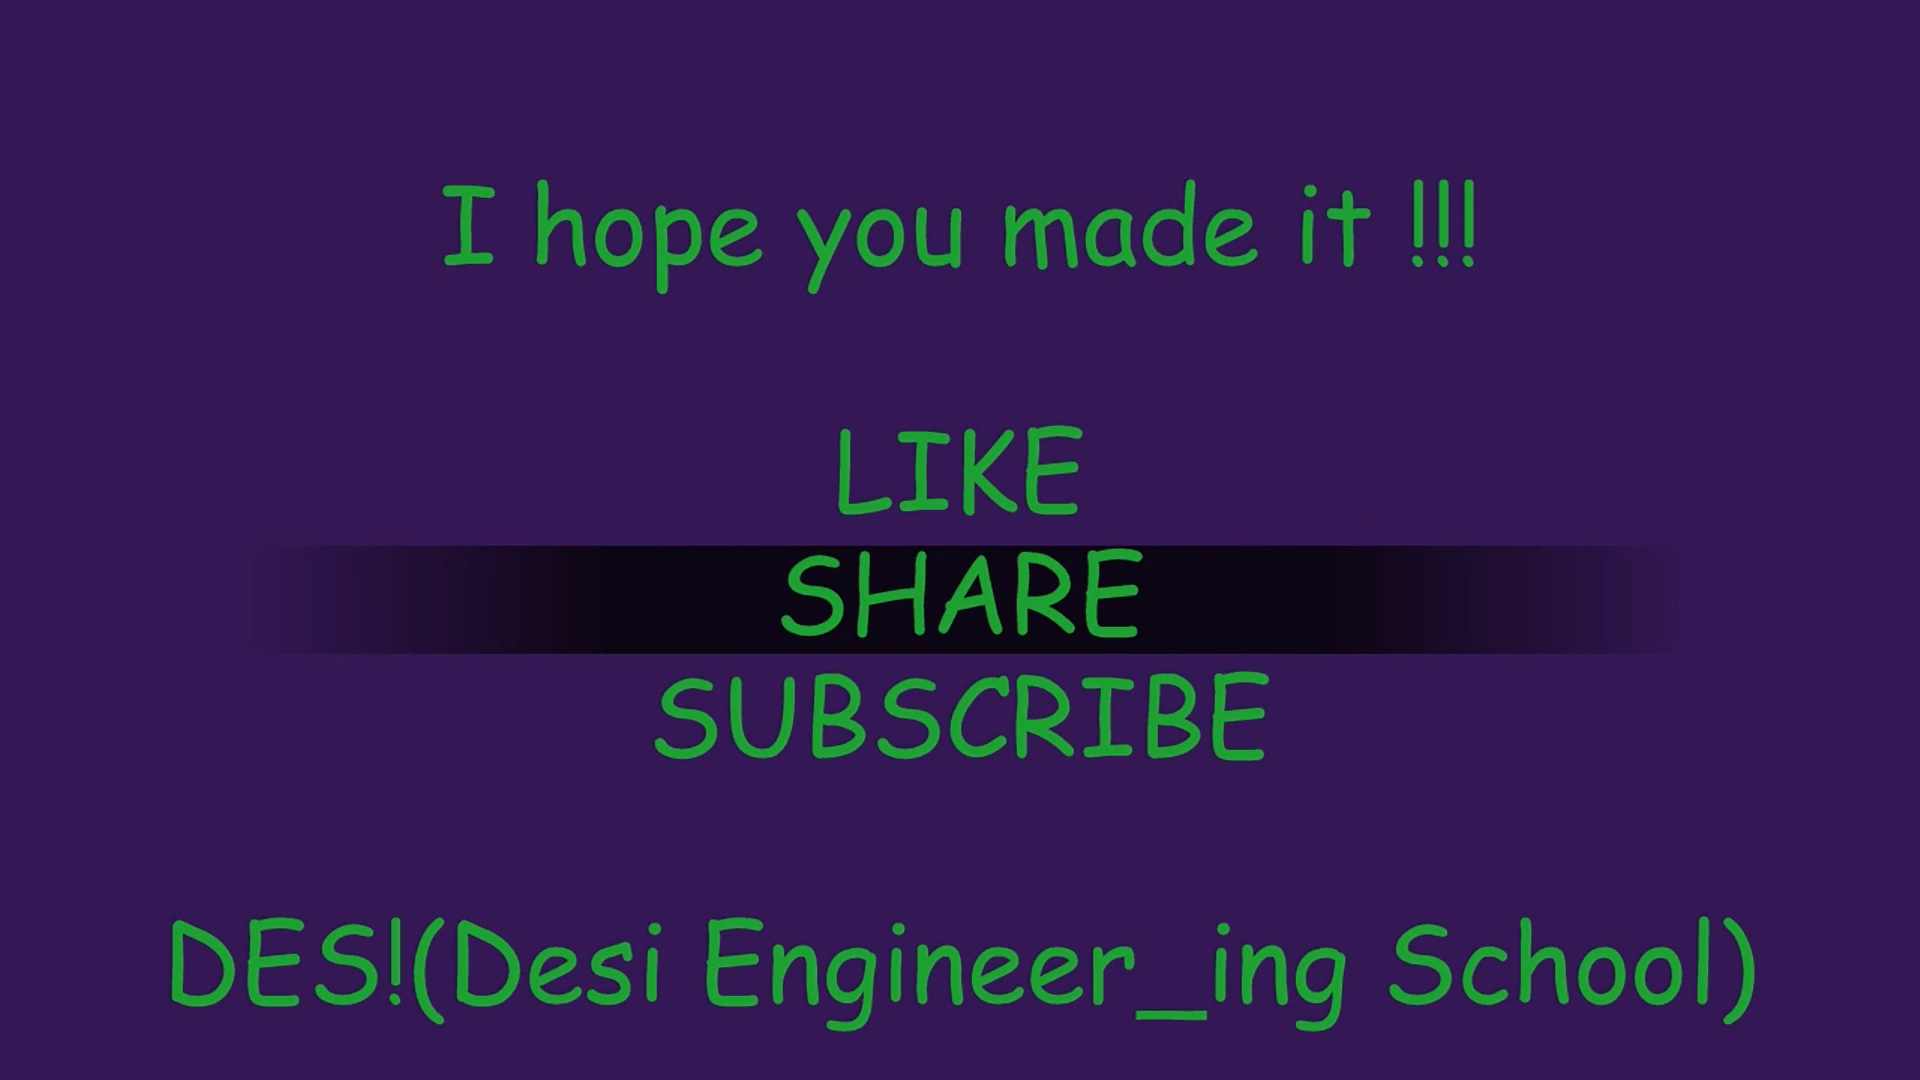 I hope you made it !!!
LIKE
SHARE
SUBSCRIBE
DES!(Desi Engineer_ing School)